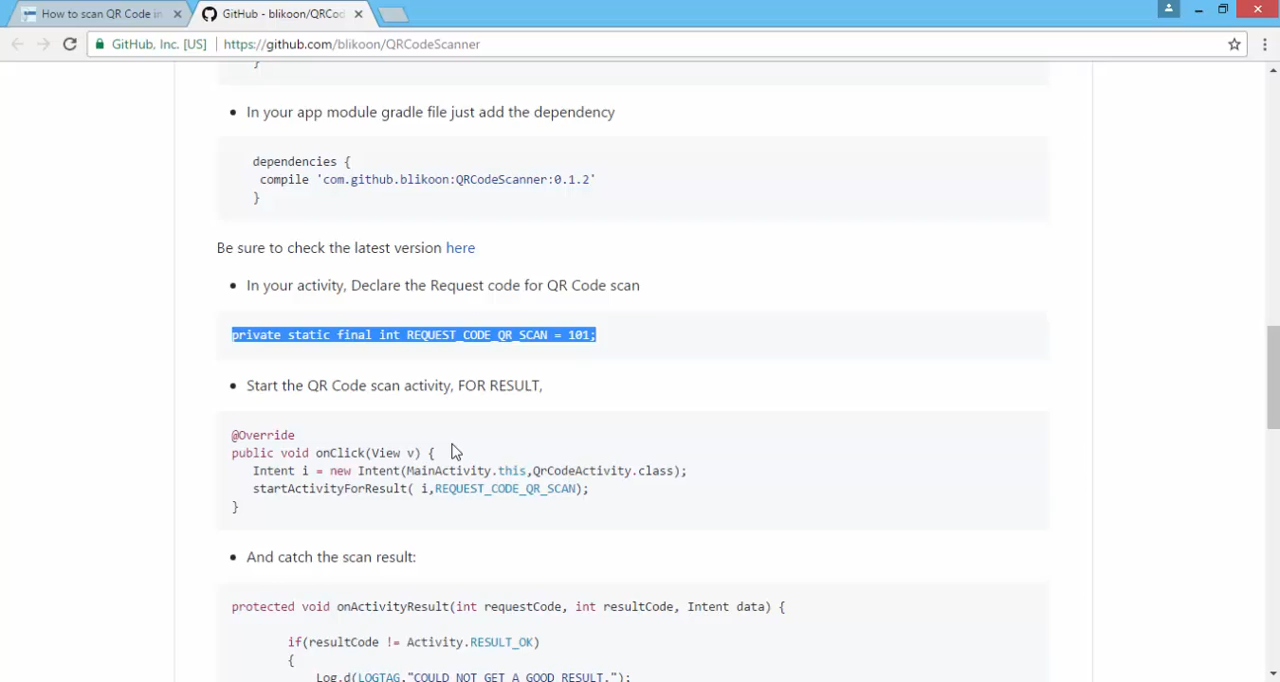 How to scan QR Code in
GitHub - blikoon/QRCod
GitHub, Inc. [US]
https://github.com/blikoon/QRCodeScanner
}
• In your app module gradle file just add the dependency
dependencies {
compile 'com.github.blikoon:QRCodeScanner:0.1.2'
}
Be sure to check the latest version here
• In your activity, Declare the Request code for QR Code scan
private static final int REQUEST_CODE_QR_SCAN = 101;
• Start the QR Code scan activity, FOR RESULT,
@Override
public void onClick(View v) {
Intent i = new Intent(MainActivity.this,QrCodeActivity.class);
startActivityForResult( i,REQUEST_CODE_QR_SCAN);
}
• And catch the scan result:
protected void onActivityResult(int requestCode, int resultCode, Intent data) {
if(resultCode != Activity.RESULT_OK)
{
Log.d(LOGTAG,"COULD NOT GET A GOOD RESULT.");